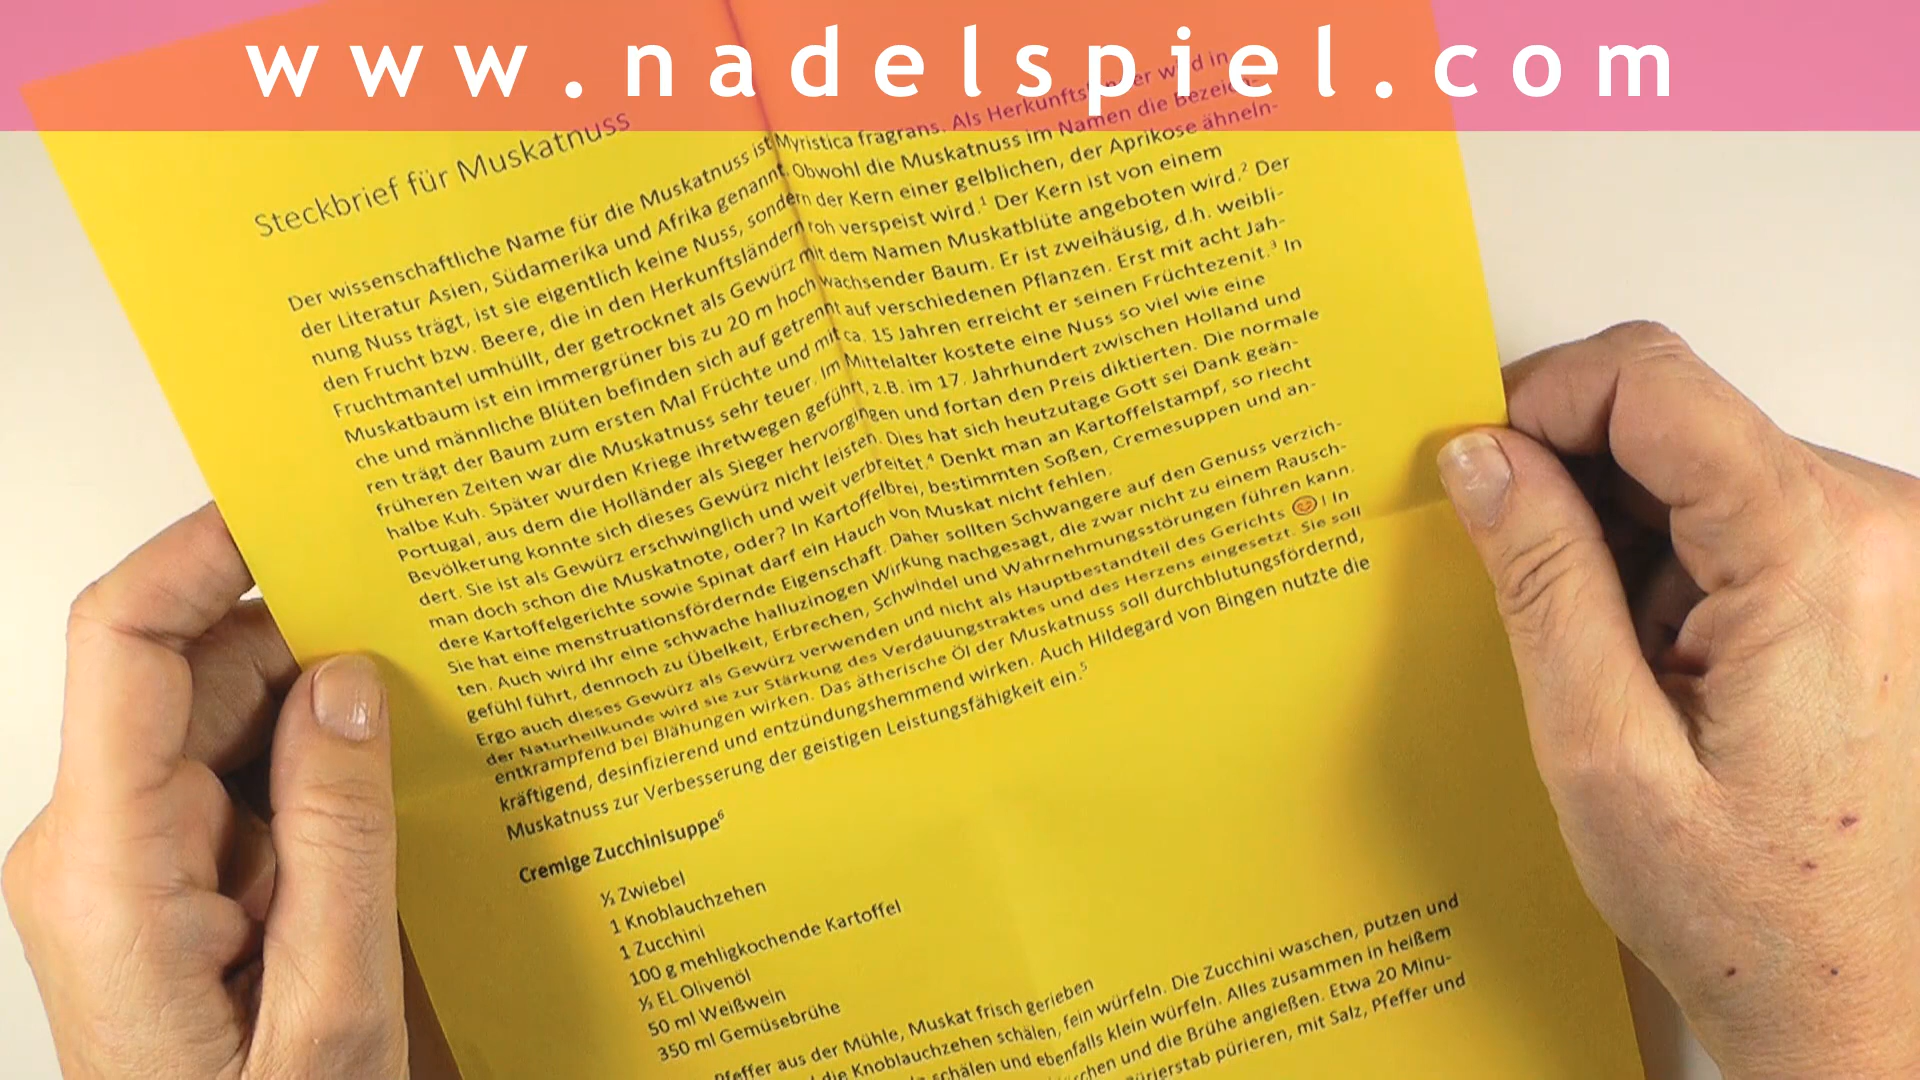 www.nadelspiel.com
Steckbrief für Muskatnuss
Der wissenschaftliche Name für die Muskatnuss ist Myristica fragrans. Als Herkunftsländer wird in
der Literatur Asien, Südamerika und Afrika genannt. Obwohl die Muskatnuss im Namen die Bezeich-
nung Nuss trägt, ist sie eigentlich keine Nuss, sondern der Kern einer gelblichen, der Aprikose ähneln-
den Frucht bzw. Beere, die in den Herkunftsländern roh verspeist wird.¹ Der Kern ist von einem
Fruchtmantel umhüllt, der getrocknet als Gewürz mit dem Namen Muskatblüte angeboten wird.² Der
Muskatbaum ist ein immergrüner bis zu 20 m hoch wachsender Baum. Er ist zweihäusig, d.h. weibli-
che und männliche Blüten befinden sich auf getrennt auf verschiedenen Pflanzen. Erst mit acht Jah-
ren trägt der Baum zum ersten Mal Früchte und mit ca. 15 Jahren erreicht er seinen Früchtezenit.³ In
früheren Zeiten war die Muskatnuss sehr teuer. Im Mittelalter kostete eine Nuss so viel wie eine
halbe Kuh. Später wurden Kriege ihretwegen geführt, z.B. im 17. Jahrhundert zwischen Holland und
Portugal, aus dem die Holländer als Sieger hervorgingen und fortan den Preis diktierten. Die normale
Bevölkerung konnte sich dieses Gewürz nicht leisten. Dies hat sich heutzutage Gott sei Dank geän-
dert. Sie ist als Gewürz erschwinglich und weit verbreitet.⁴ Denkt man an Kartoffelstampf, so riecht
man doch schon die Muskatnote, oder? In Kartoffelbrei, bestimmten Soßen, Cremesuppen und an-
dere Kartoffelgerichte sowie Spinat darf ein Hauch von Muskat nicht fehlen.
Sie hat eine menstruationsfördernde Eigenschaft. Daher sollten Schwangere auf den Genuss verzich-
ten. Auch wird ihr eine schwache halluzinogen Wirkung nachgesagt, die zwar nicht zu einem Rausch-
gefühl führt, dennoch zu Übelkeit, Erbrechen, Schwindel und Wahrnehmungsstörungen führen kann.
Ergo auch dieses Gewürz als Gewürz verwenden und nicht als Hauptbestandteil des Gerichts 😊! In
der Naturheilkunde wird sie zur Stärkung des Verdauungstraktes und des Herzens eingesetzt. Sie soll
entkrampfend bei Blähungen wirken. Das ätherische Öl der Muskatnuss soll durchblutungsfördernd,
kräftigend, desinfizierend und entzündungshemmend wirken. Auch Hildegard von Bingen nutzte die
Muskatnuss zur Verbesserung der geistigen Leistungsfähigkeit ein.⁵
Cremige Zucchinisuppe⁶
½ Zwiebel
1 Knoblauchzehen
1 Zucchini
100 g mehligkochende Kartoffel
½ EL Olivenöl
50 ml Weißwein
350 ml Gemüsebrühe
Pfeffer aus der Mühle, Muskat frisch gerieben
die Knoblauchzehen schälen, fein würfeln. Die Zucchini waschen, putzen und
schälen und ebenfalls klein würfeln. Alles zusammen in heißem
und die Brühe angießen. Etwa 20 Minu-
pürieren, mit Salz, Pfeffer und